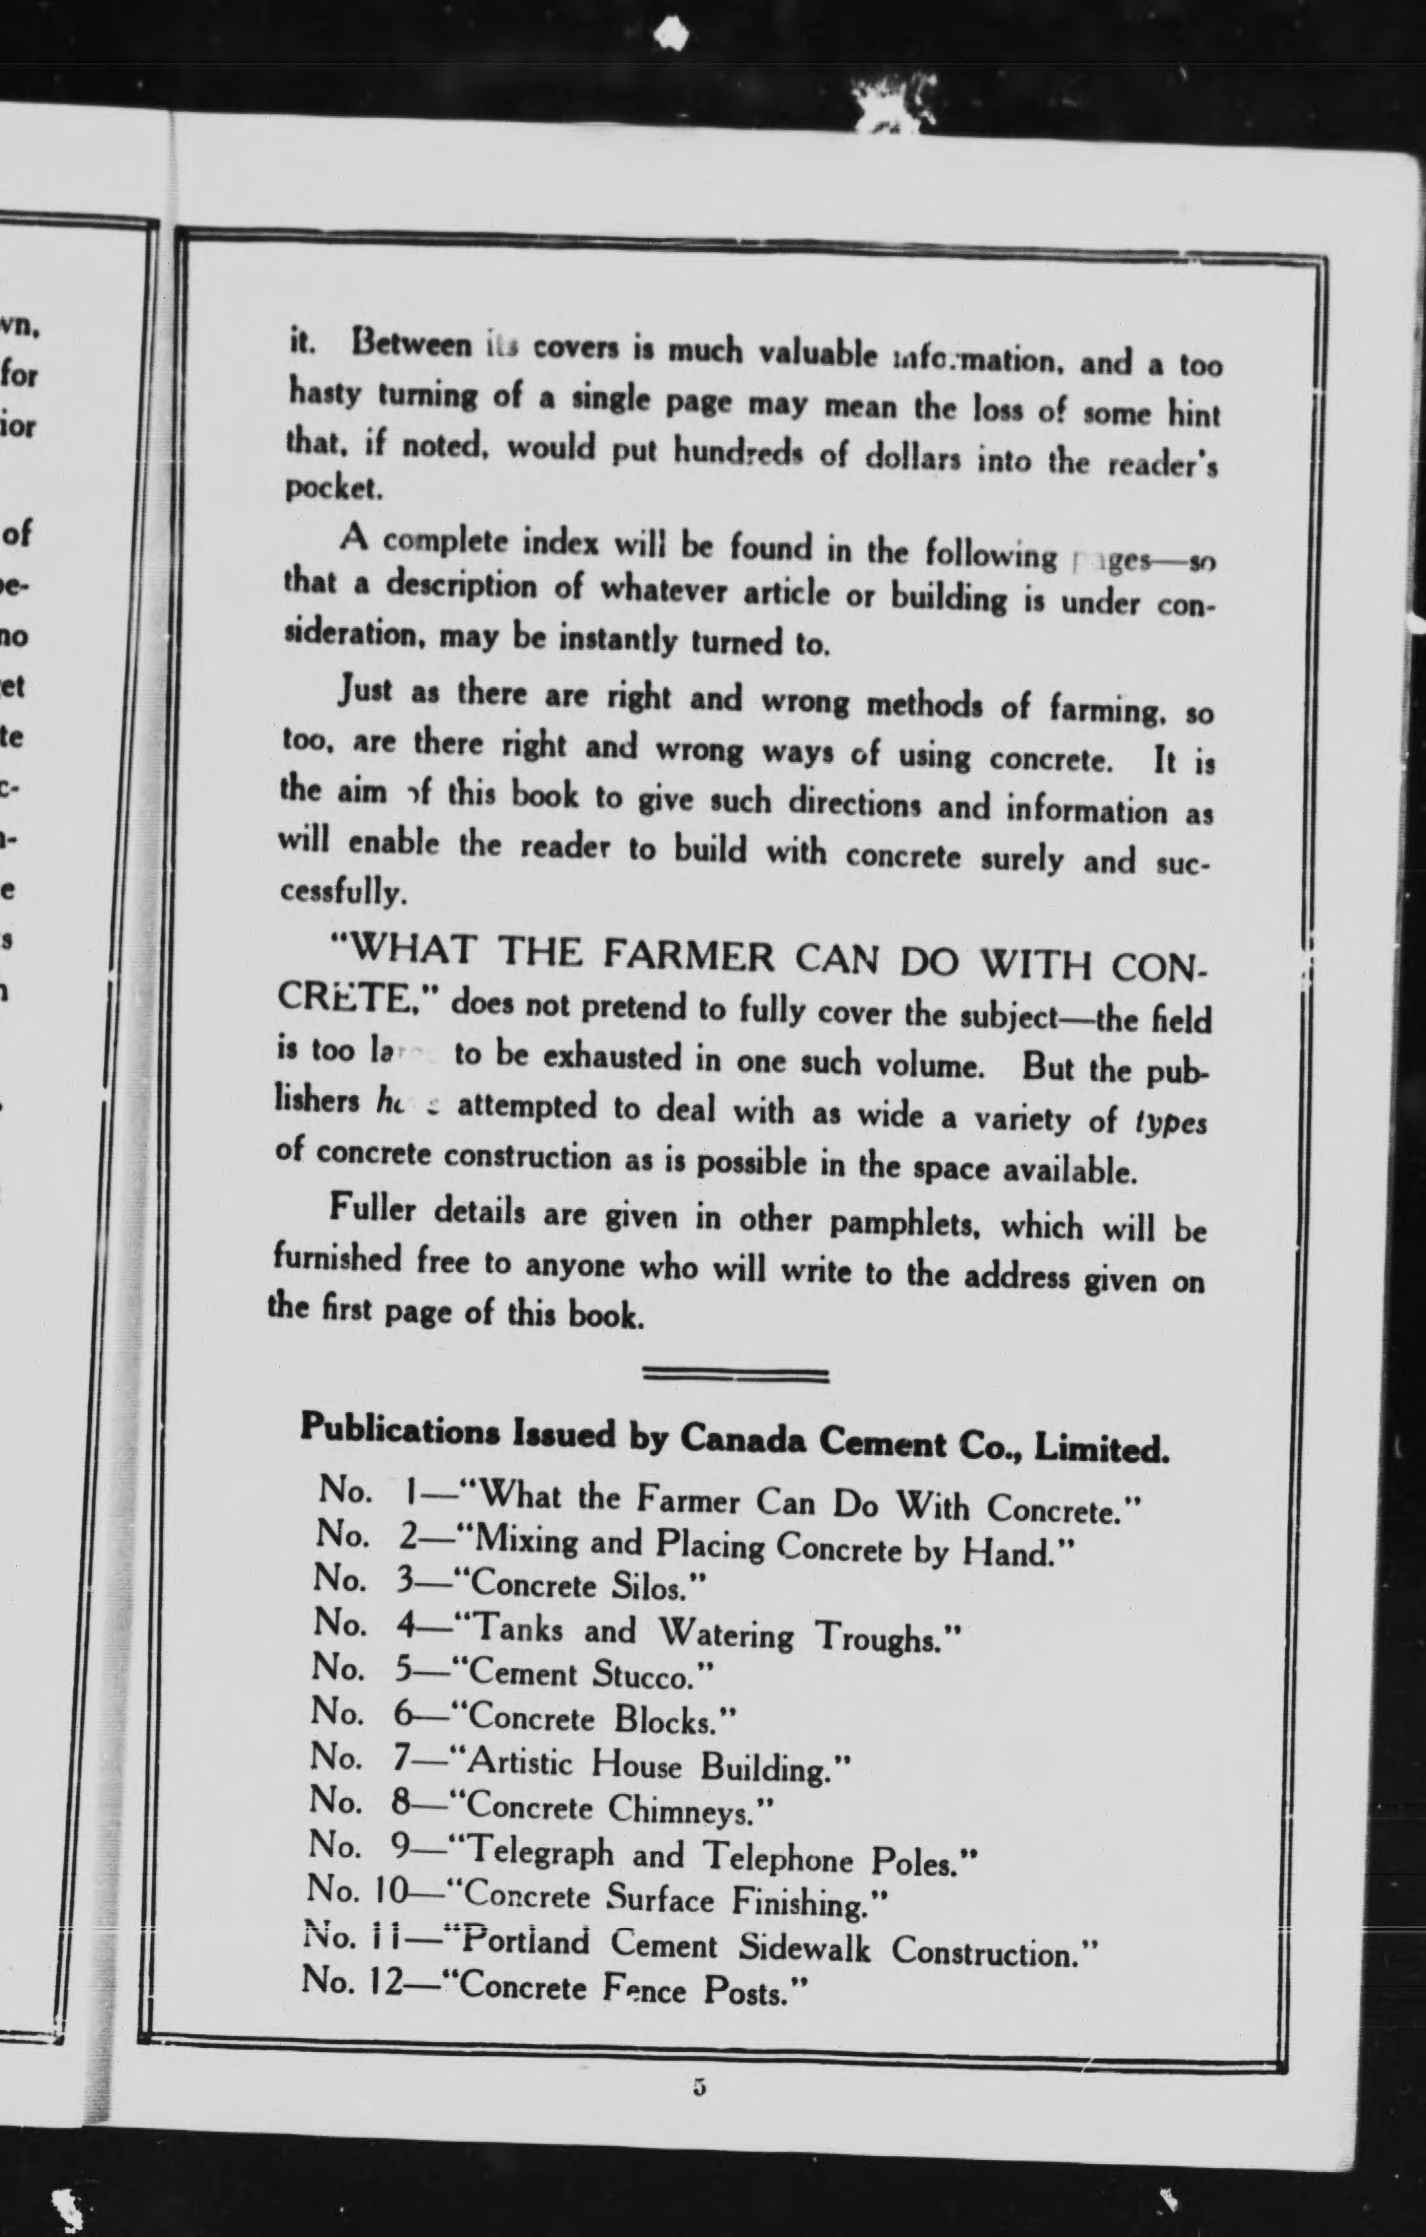 wn,
for
ior
of
pe-
no
et
te
c-
n-
e
s
n
it. Between its covers is much valuable information, and a too
hasty turning of a single page may mean the loss of some hint
that, if noted, would put hundreds of dollars into the reader's
pocket.
A complete index will be found in the following pages—so
that a description of whatever article or building is under con-
sideration, may be instantly turned to.
Just as there are right and wrong methods of farming, so
too, are there right and wrong ways of using concrete. It is
the aim of this book to give such directions and information as
will enable the reader to build with concrete surely and suc-
cessfully.
"WHAT THE FARMER CAN DO WITH CON-
CRETE," does not pretend to fully cover the subject—the field
is too large to be exhausted in one such volume. But the pub-
lishers have attempted to deal with as wide a variety of types
of concrete construction as is possible in the space available.
Fuller details are given in other pamphlets, which will be
furnished free to anyone who will write to the address given on
the first page of this book.
Publications Issued by Canada Cement Co., Limited.
No. 1—"What the Farmer Can Do With Concrete."
No. 2—"Mixing and Placing Concrete by Hand."
No. 3—"Concrete Silos."
No. 4—"Tanks and Watering Troughs."
No. 5—"Cement Stucco."
No. 6—"Concrete Blocks."
No. 7—"Artistic House Building."
No. 8—"Concrete Chimneys."
No. 9—"Telegraph and Telephone Poles."
No. 10—"Concrete Surface Finishing."
No. 11—"Portland Cement Sidewalk Construction."
No. 12—"Concrete Fence Posts."
5